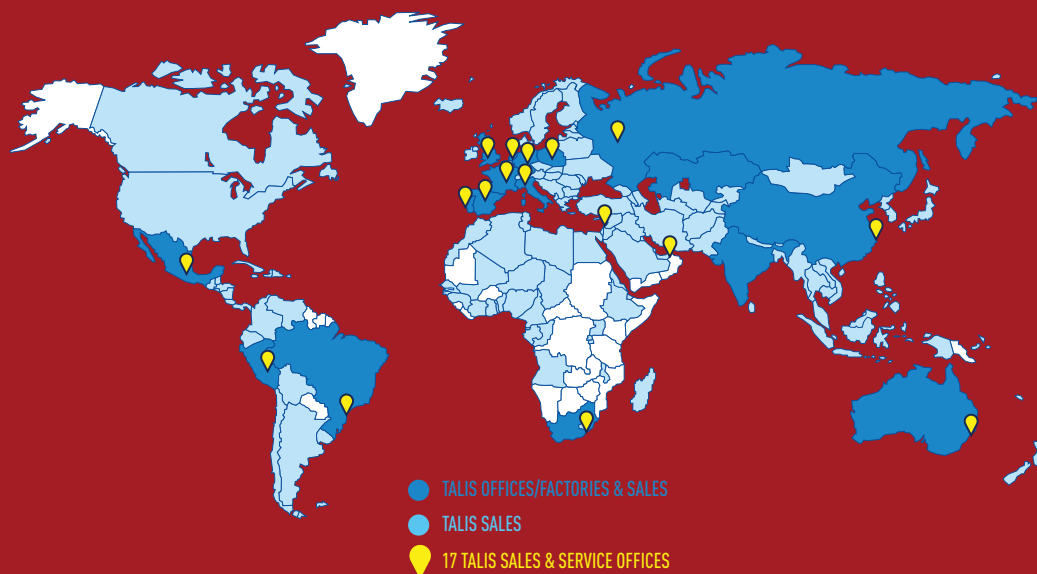 TALIS OFFICES/FACTORIES & SALES
TALIS SALES
17 TALIS SALES & SERVICE OFFICES